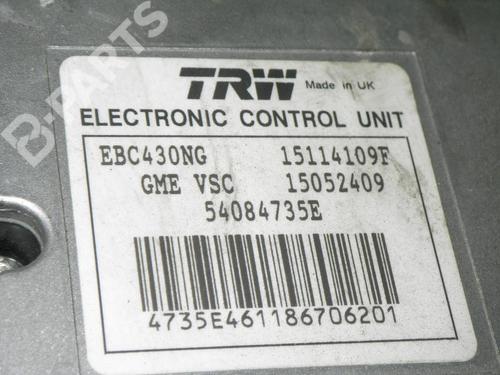 B-PARTS
TRW Made in UK
ELECTRONIC CONTROL UNIT
EBC430NG 15114109F
GME VSC 15052409
54084735E
4735E461186706201